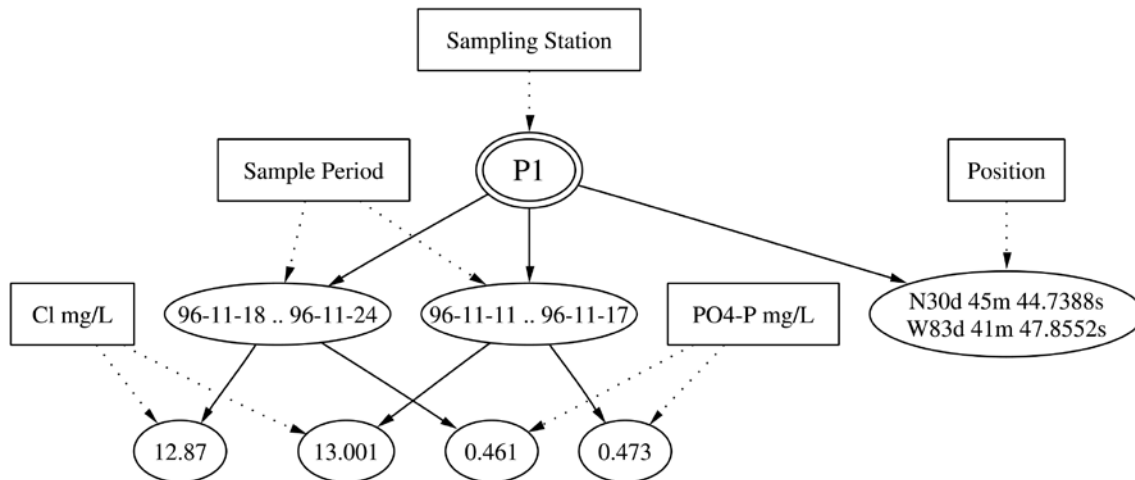 Sampling Station
Sample Period
P1
Position
Cl mg/L
96-11-18 .. 96-11-24
96-11-11 .. 96-11-17
PO4-P mg/L
N30d 45m 44.7388s
W83d 41m 47.8552s
12.87
13.001
0.461
0.473